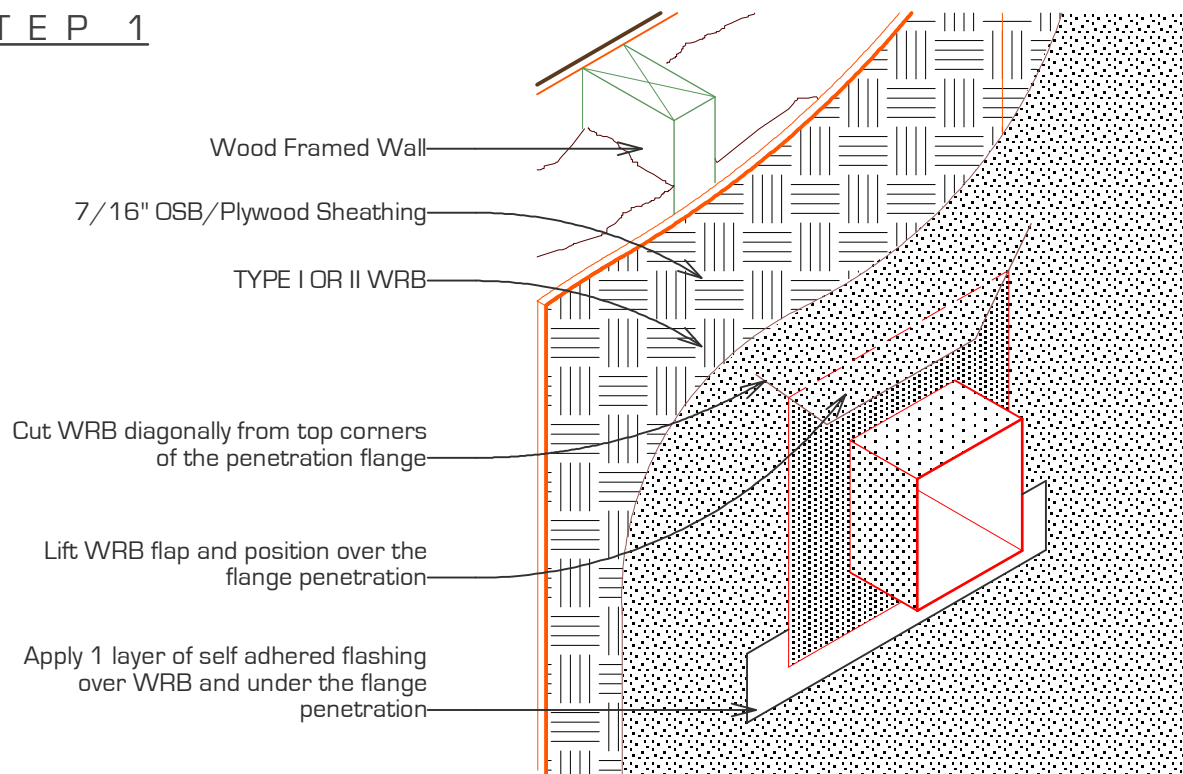 TEP 1
Wood Framed Wall
7/16" OSB/Plywood Sheathing
TYPE I OR II WRB
Cut WRB diagonally from top corners
of the penetration flange
Lift WRB flap and position over the
flange penetration
Apply 1 layer of self adhered flashing
over WRB and under the flange
penetration